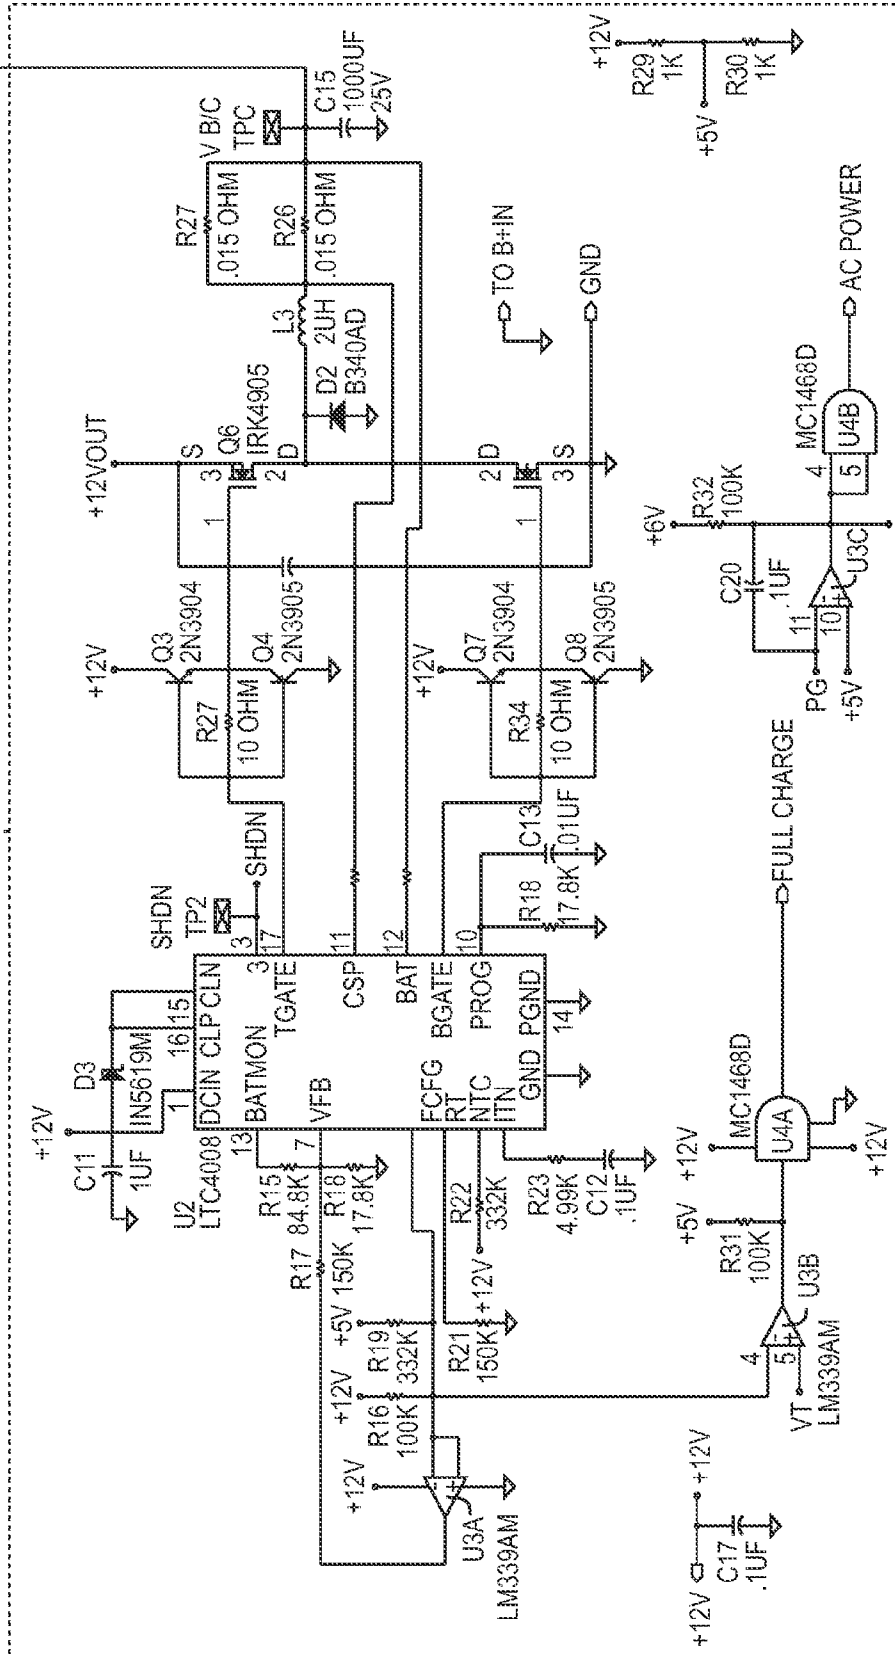 +12V
C11
1UF
D3
IN5619M
U2
LTC4008
1
16
15
DCIN CLP CLN
13
BATMON
7
VFB
FCFG
RT
NTC
ITN
GND
PGND
14
3
3
17
TGATE
11
CSP
12
BAT
BGATE
10
PROG
SHDN
TP2
SHDN
R15
84.8K
R18
17.8K
R17
150K
+5V
R19
332K
+12V
R16
100K
R21
150K
+12V
R22
332K
R23
4.99K
C12
.1UF
+12V
U3A
LM339AM
R18
17.8K
C13
.01UF
+12V
Q3
2N3904
R27
10 OHM
Q4
2N3905
+12V
Q7
2N3904
R34
10 OHM
Q8
2N3905
+12VOUT
S
3
Q6
IRK4905
1
2
D
2
D
1
3
S
D2
B340AD
L3
2UH
R27
.015 OHM
R26
.015 OHM
V B/C
TPC
C15
1000UF
25V
TO B+IN
GND
+12V
C17
.1UF
+12V
4
5
VT
LM339AM
U3B
+5V
R31
100K
+12V
MC1468D
U4A
+12V
FULL CHARGE
PG
+5V
11
10
C20
.1UF
U3C
+6V
R32
100K
4
5
MC1468D
U4B
AC POWER
+12V
R29
1K
+5V
R30
1K